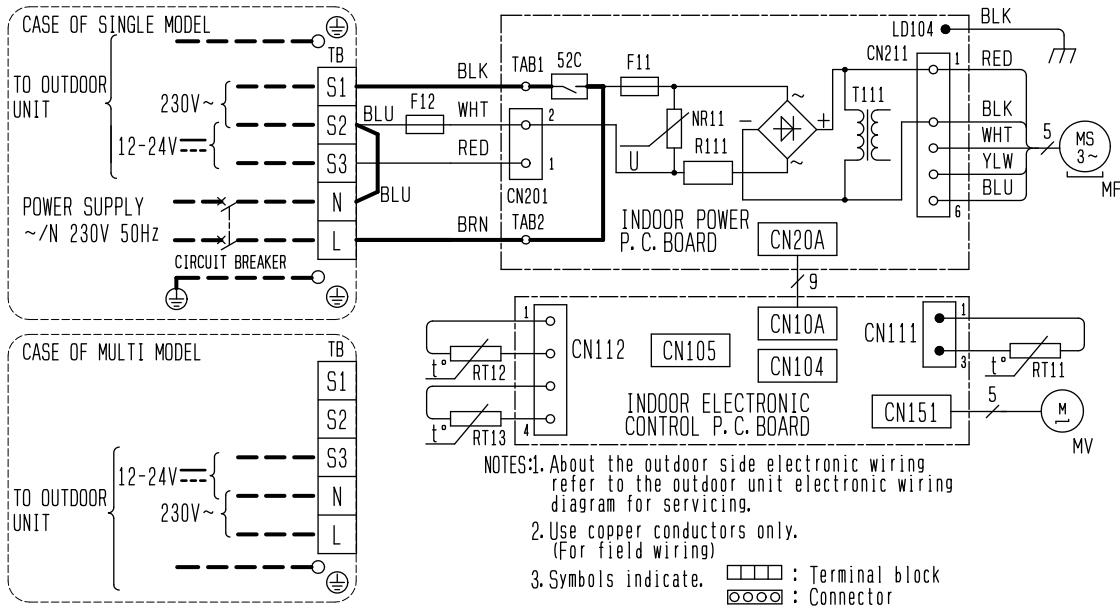 CASE OF SINGLE MODEL
TB
TO OUTDOOR
UNIT
230V~
12-24V
S1
S2
S3
N
L
POWER SUPPLY
~/N 230V 50Hz
CIRCUIT BREAKER
BLU
F12
BLU
BLK
WHT
RED
BRN
TAB1
52C
2
1
CN201
TAB2
F11
NR11
U
R111
~
-
+
~
T111
LD104
BLK
CN211
1
6
RED
BLK
WHT
YLW
BLU
5
MS
3~
MF
INDOOR POWER
P.C.BOARD
CN20A
9
CN10A
CASE OF MULTI MODEL
TB
S1
S2
S3
N
L
12-24V
230V~
TO OUTDOOR
UNIT
1
4
CN112
t°
RT12
t°
RT13
CN105
CN104
CN111
1
3
t°
RT11
CN151
5
M
MV
INDOOR ELECTRONIC
CONTROL P.C.BOARD
NOTES:1. About the outdoor side electronic wiring
refer to the outdoor unit electronic wiring
diagram for servicing.
2. Use copper conductors only.
(For field wiring)
3. Symbols indicate.
: Terminal block
: Connector